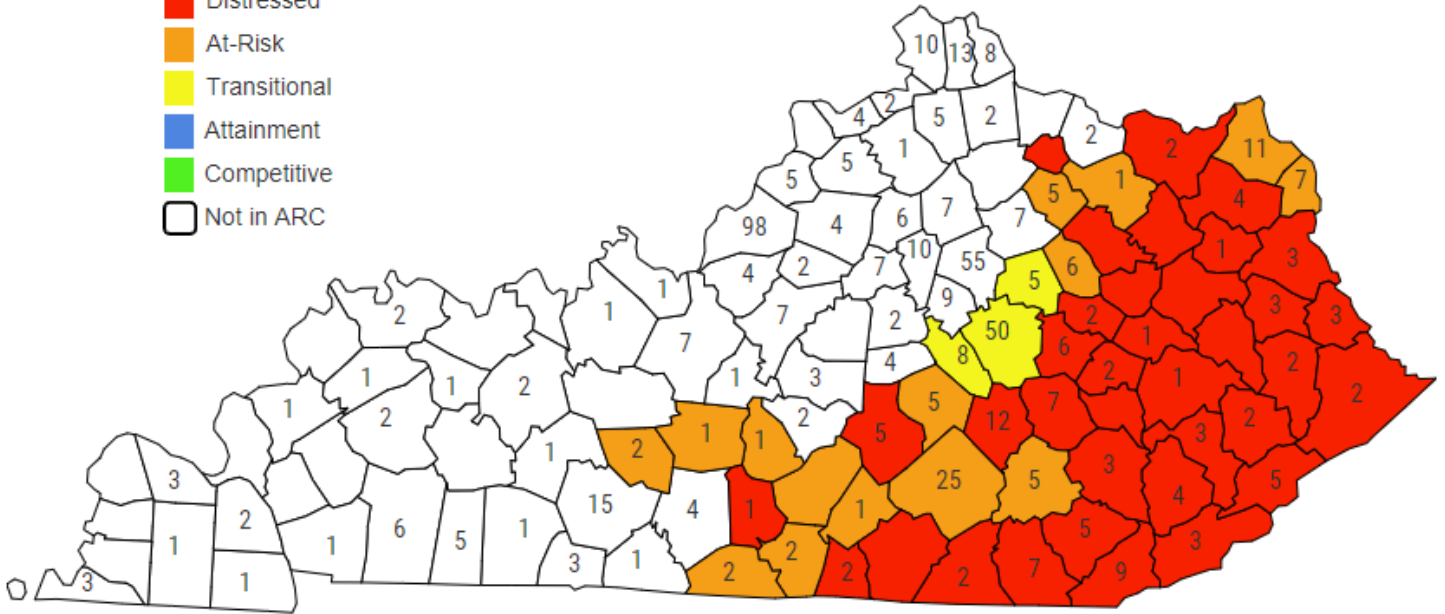 Distressed
At-Risk
Transitional
Attainment
Competitive
Not in ARC
10 13 8
2
4 5 2
2
5 1
2 11
5 1 7
5 4
98 4 6 7 7
10 1
4 2 7 55 6 3
5
1 9
2 1 7 2 50 2 3 3
7 8 6 1
4 2 2
1 1 2 1 3 1 2
1 2 5 7
2 5 12 3 2
1 1
2
1 3
3 25 5 5
15 4 1 1 4
2 6 5 1 5 3
1 1
3 1 2 2 2 2 7 9
3 1